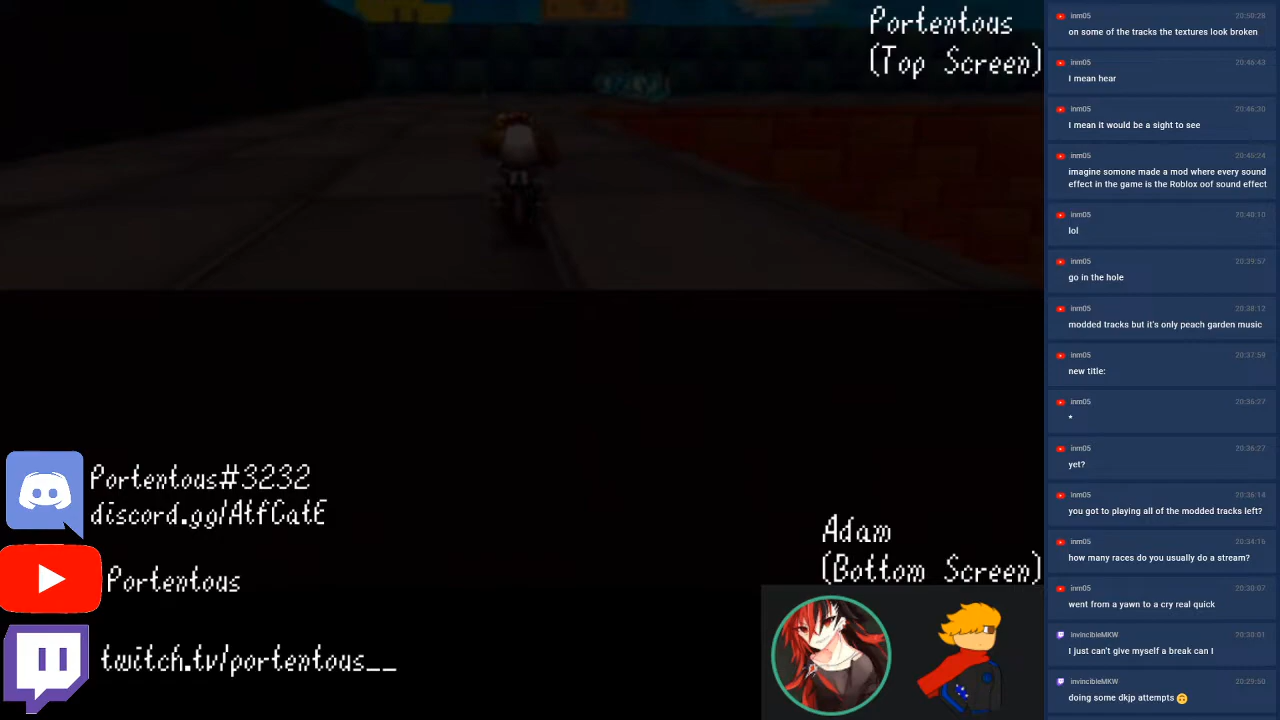 Portentous
(Top Screen)
Portentous#3232
discord.gg/AtfCatE
Portentous
twitch.tv/portentous__
Adam
(Bottom Screen)
inm05 20:50:28
on some of the tracks the textures look broken
inm05 20:46:43
I mean hear
inm05 20:46:30
I mean it would be a sight to see
inm05 20:46:24
imagine somone made a mod where every sound
effect in the game is the Roblox oof sound effect
inm05 20:40:10
lol
inm05 20:39:57
go in the hole
inm05 20:38:12
modded tracks but it's only peach garden music
inm05 20:37:59
new title:
inm05 20:36:27
*
inm05 20:36:27
yet?
inm05 20:36:14
you got to playing all of the modded tracks left?
inm05 20:34:16
how many races do you usually do a stream?
inm05 20:30:07
went from a yawn to a cry real quick
invincibleMKW 20:30:01
I just can't give myself a break can I
invincibleMKW 20:29:50
doing some dkjp attempts 🙃